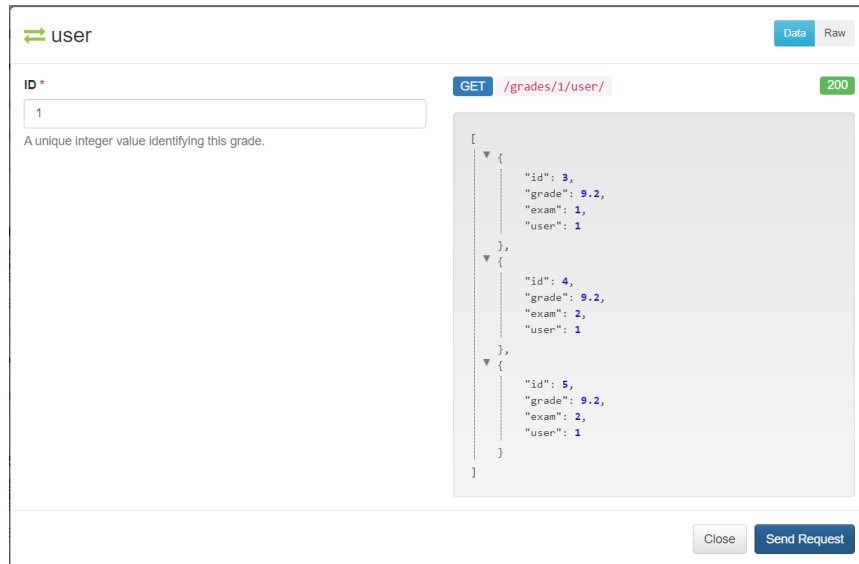 user
Data Raw
ID *
1
A unique integer value identifying this grade.
GET /grades/1/user/
200
[
{
"id": 3,
"grade": 9.2,
"exam": 1,
"user": 1
},
{
"id": 4,
"grade": 9.2,
"exam": 2,
"user": 1
},
{
"id": 5,
"grade": 9.2,
"exam": 2,
"user": 1
}
]
Close Send Request